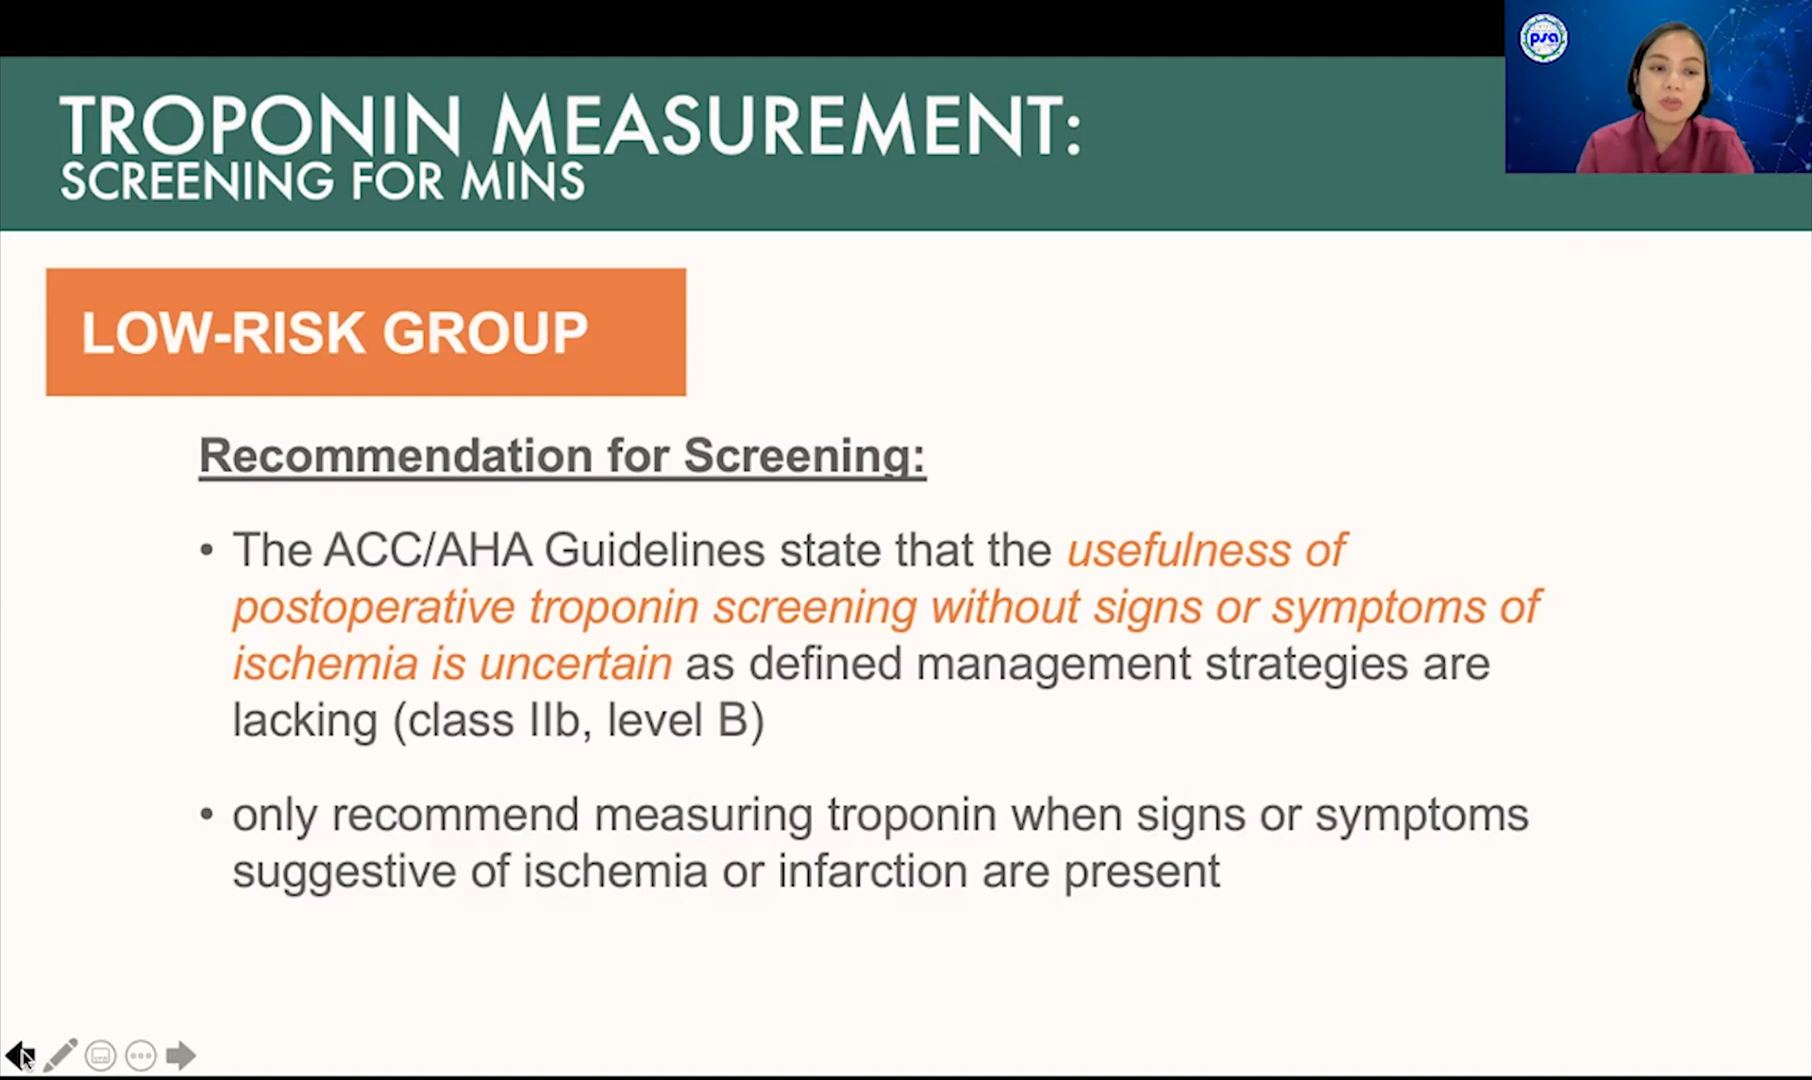 psa
TROPONIN MEASUREMENT:
SCREENING FOR MINS
LOW-RISK GROUP
Recommendation for Screening:
• The ACC/AHA Guidelines state that the usefulness of
postoperative troponin screening without signs or symptoms of
ischemia is uncertain as defined management strategies are
lacking (class IIb, level B)
• only recommend measuring troponin when signs or symptoms
suggestive of ischemia or infarction are present